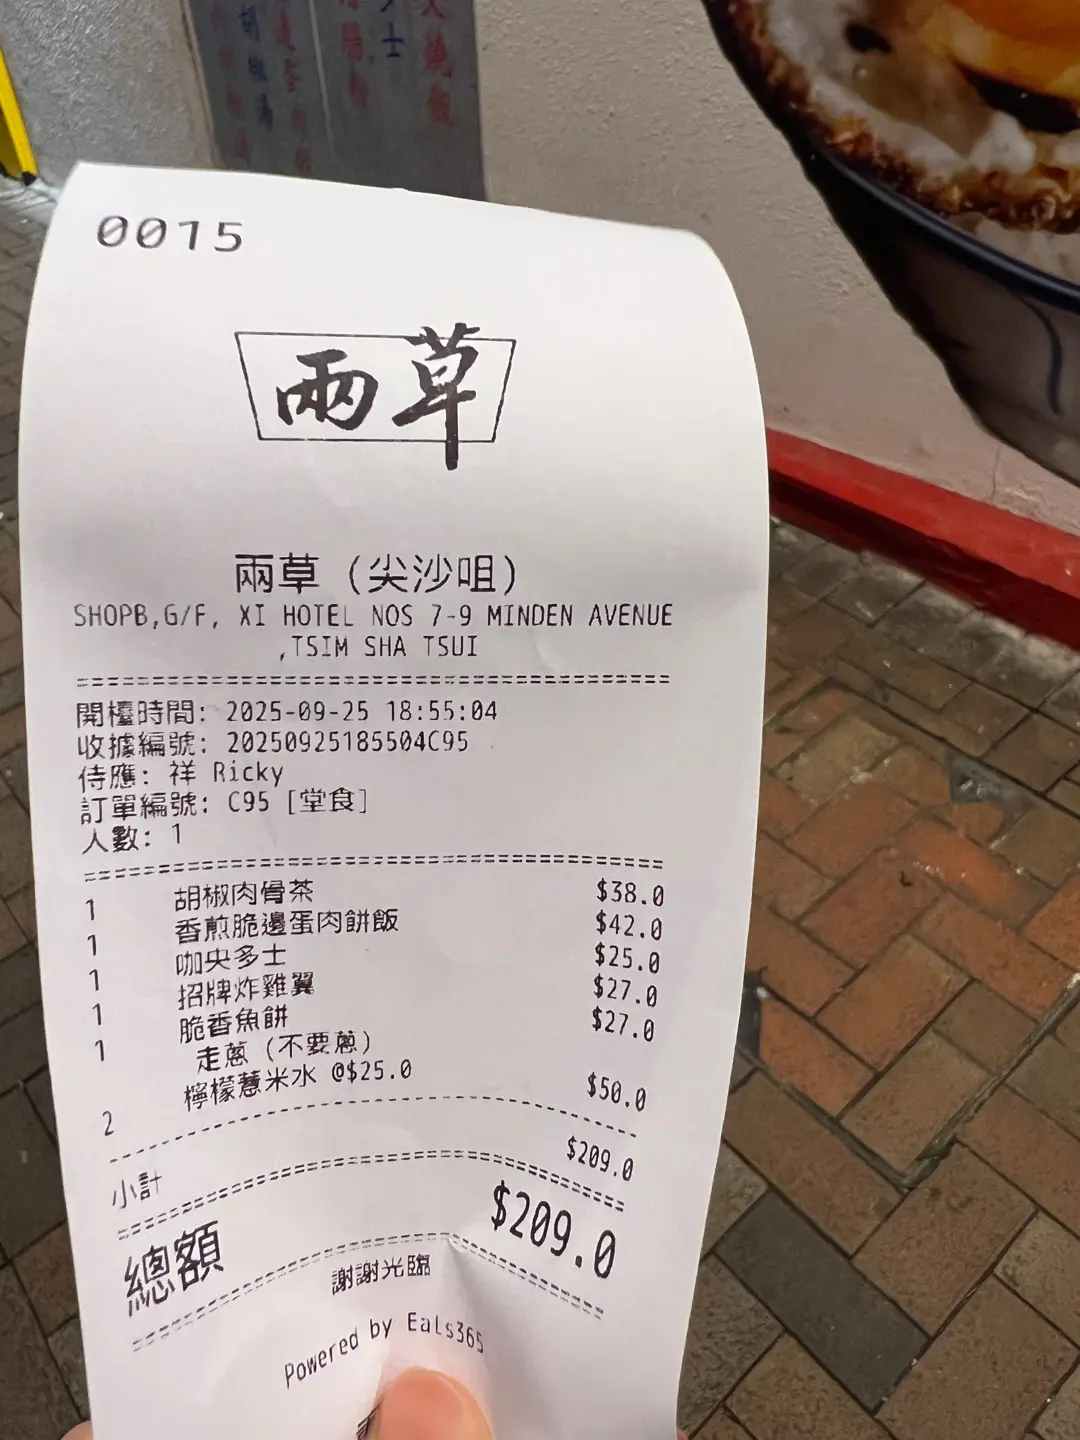 士
胡椒湯
0015
兩草
兩草 (尖沙咀)
SHOPB,G/F, XI HOTEL NOS 7-9 MINDEN AVENUE
,TSIM SHA TSUI
開檯時間: 2025-09-25 18:55:04
收據編號: 20250925185504C95
侍應: 祥 Ricky
訂單編號: C95 [堂食]
人數: 1
1 胡椒肉骨茶 $38.0
1 香煎脆邊蛋肉餅飯 $42.0
1 咖央多士 $25.0
1 招牌炸雞翼 $27.0
1 脆香魚餅 $27.0
走蔥 (不要蔥)
2 檸檬薏米水 @$25.0 $50.0
小計 $209.0
總額 $209.0
謝謝光臨
Powered by Eats365